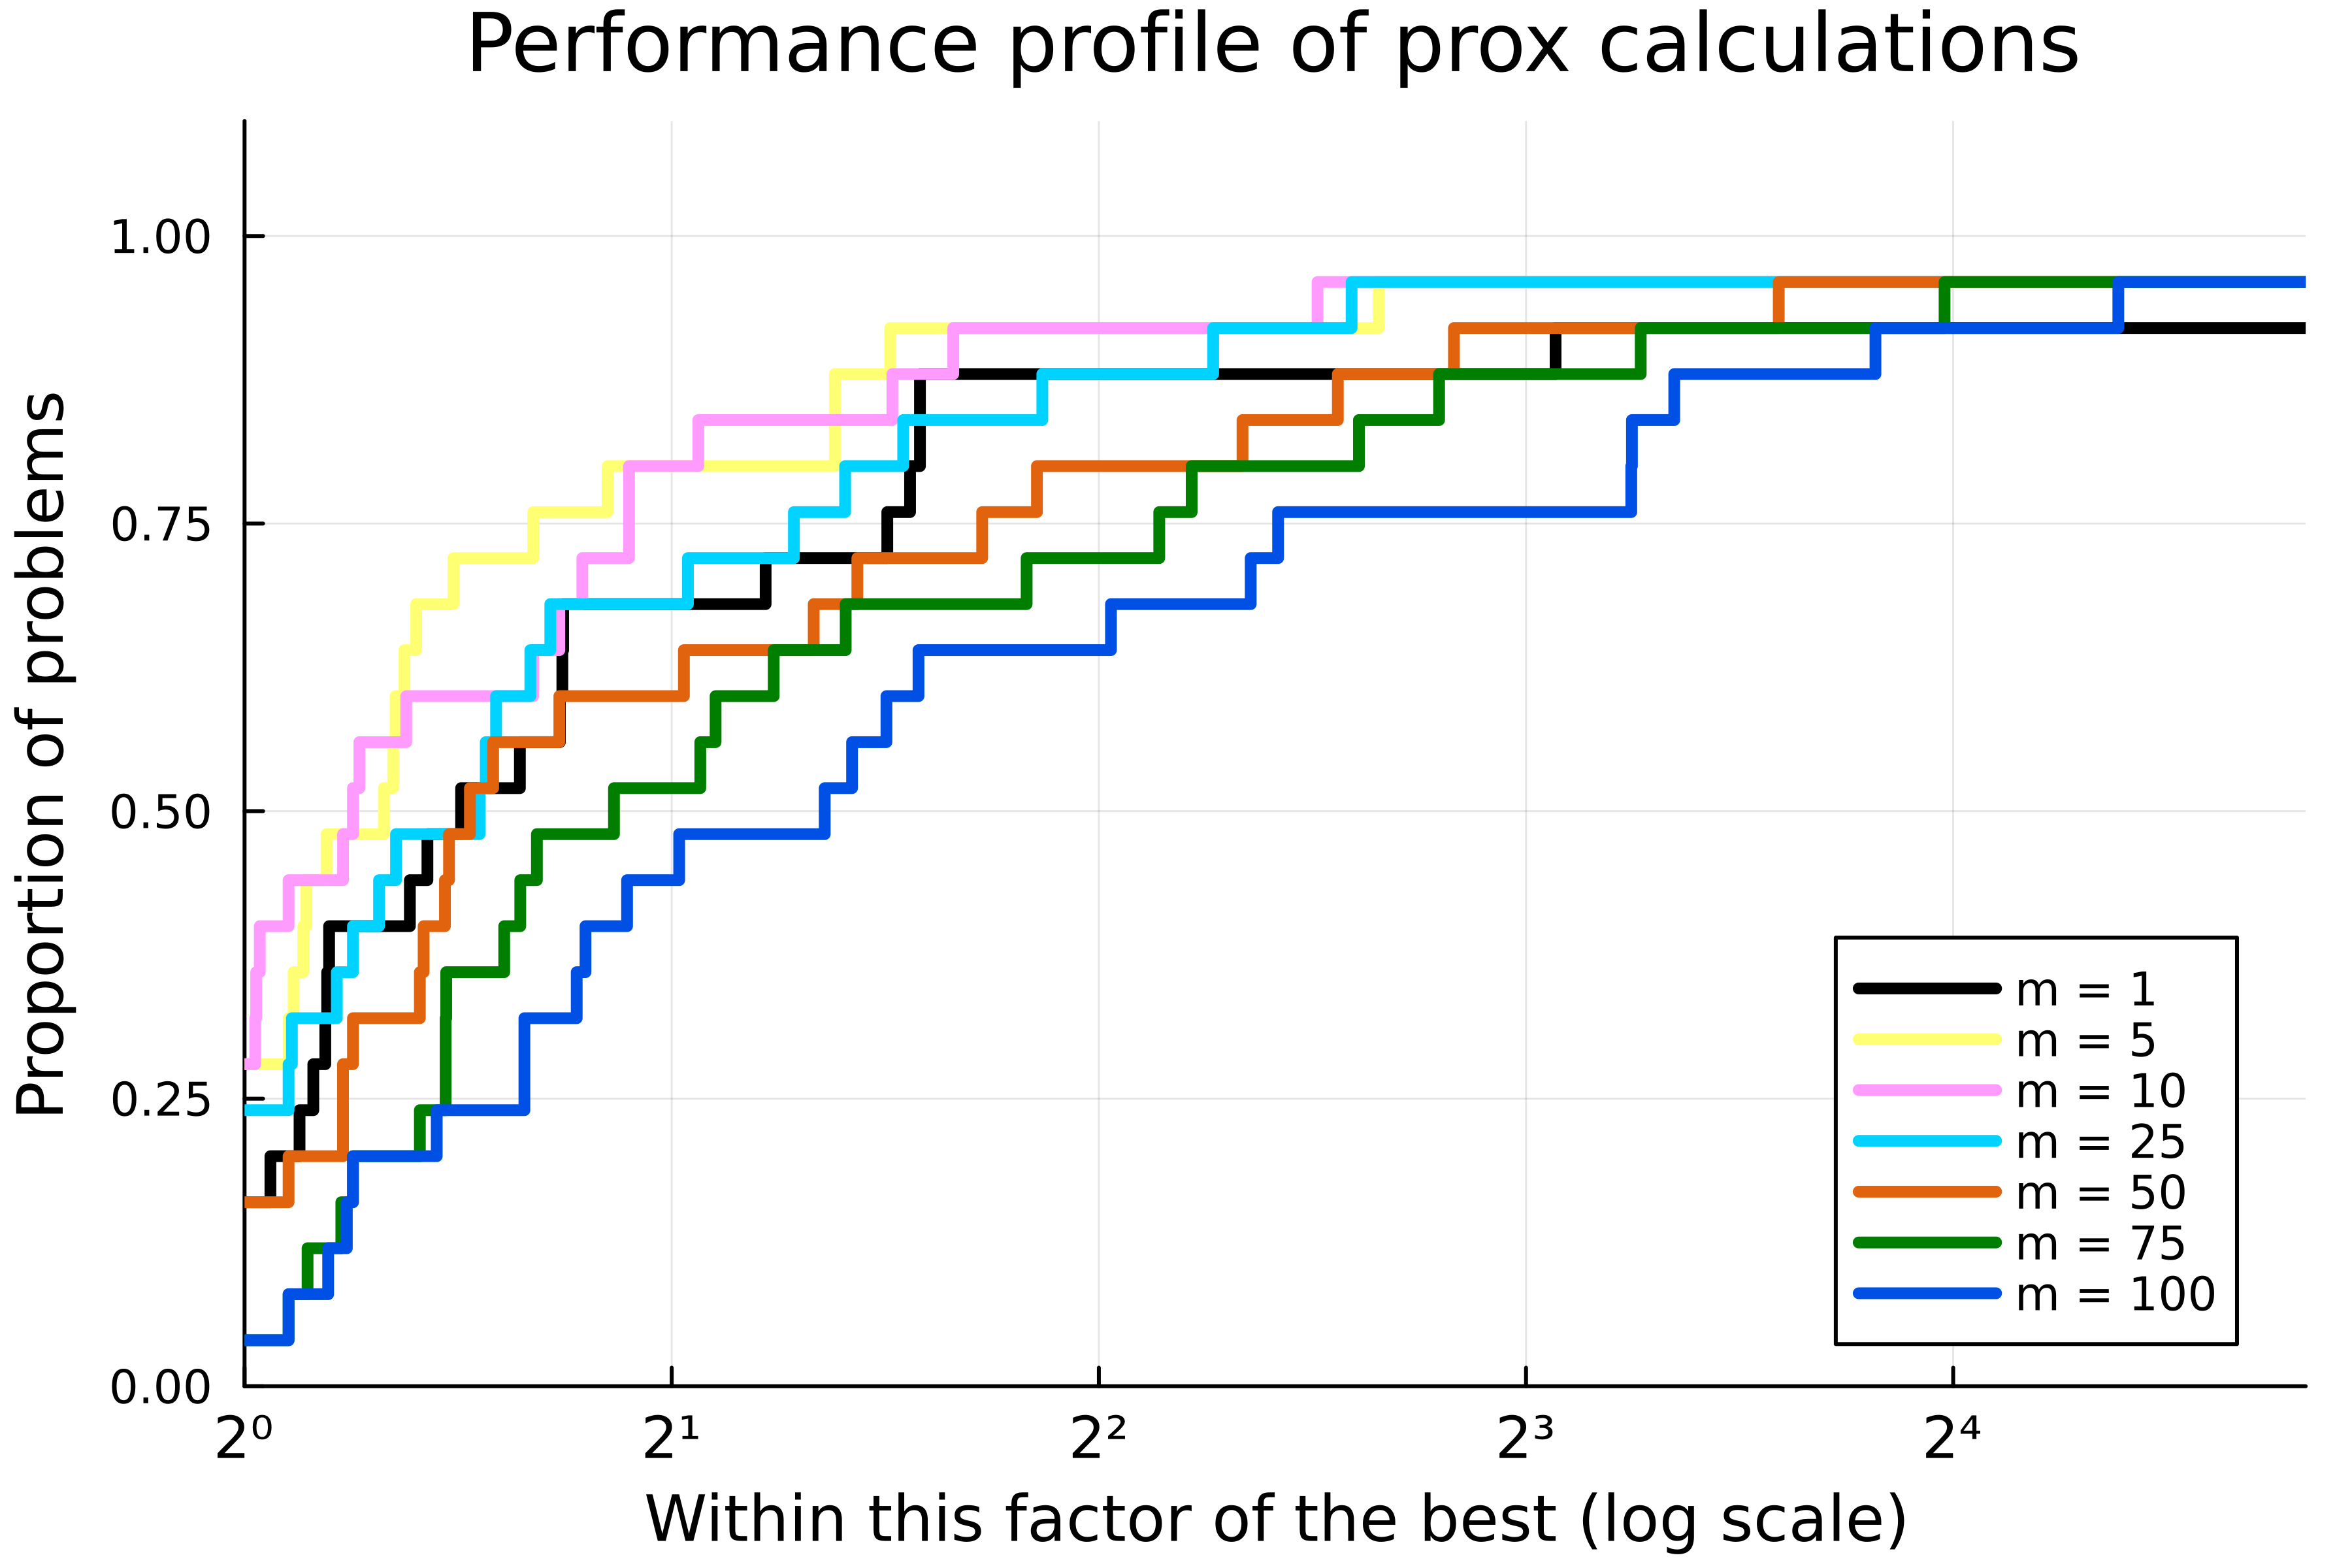 Performance profile of prox calculations
Proportion of problems
1.00
0.75
0.50
0.25
0.00
2⁰
2¹
2²
2³
2⁴
Within this factor of the best (log scale)
m = 1
m = 5
m = 10
m = 25
m = 50
m = 75
m = 100